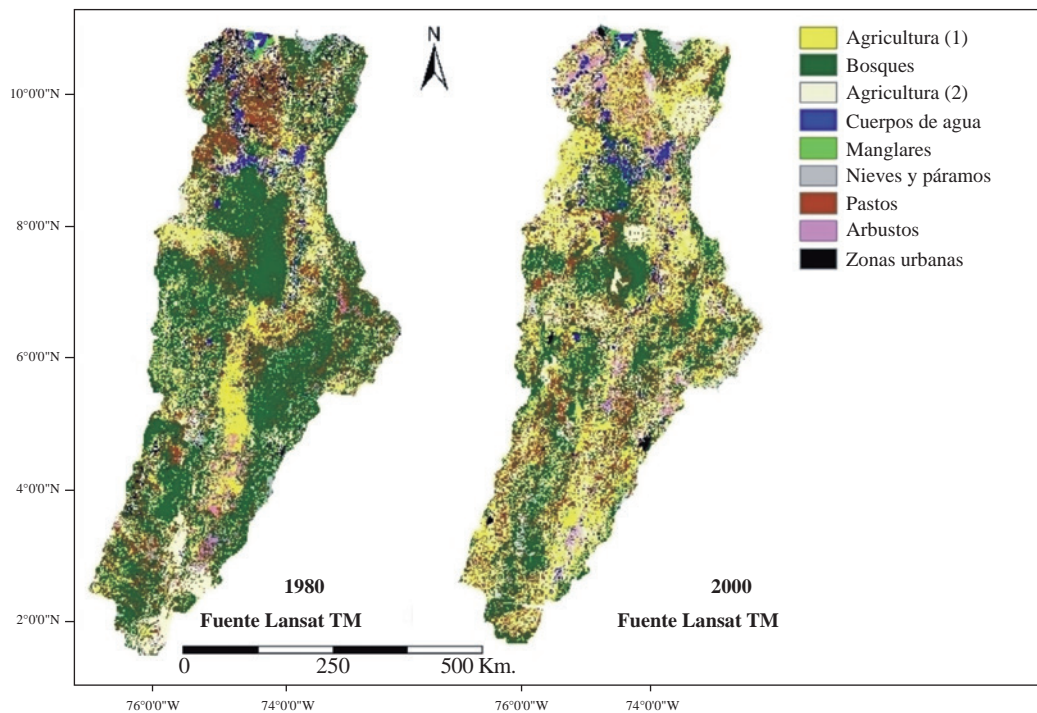 N
Agricultura (1)
Bosques
Agricultura (2)
Cuerpos de agua
Manglares
Nieves y páramos
Pastos
Arbustos
Zonas urbanas
10°0'0"N
8°0'0"N
6°0'0"N
4°0'0"N
2°0'0"N
1980
Fuente Lansat TM
2000
Fuente Lansat TM
0 250 500 Km.
76°0'0"W 74°0'0"W 76°0'0"W 74°0'0"W